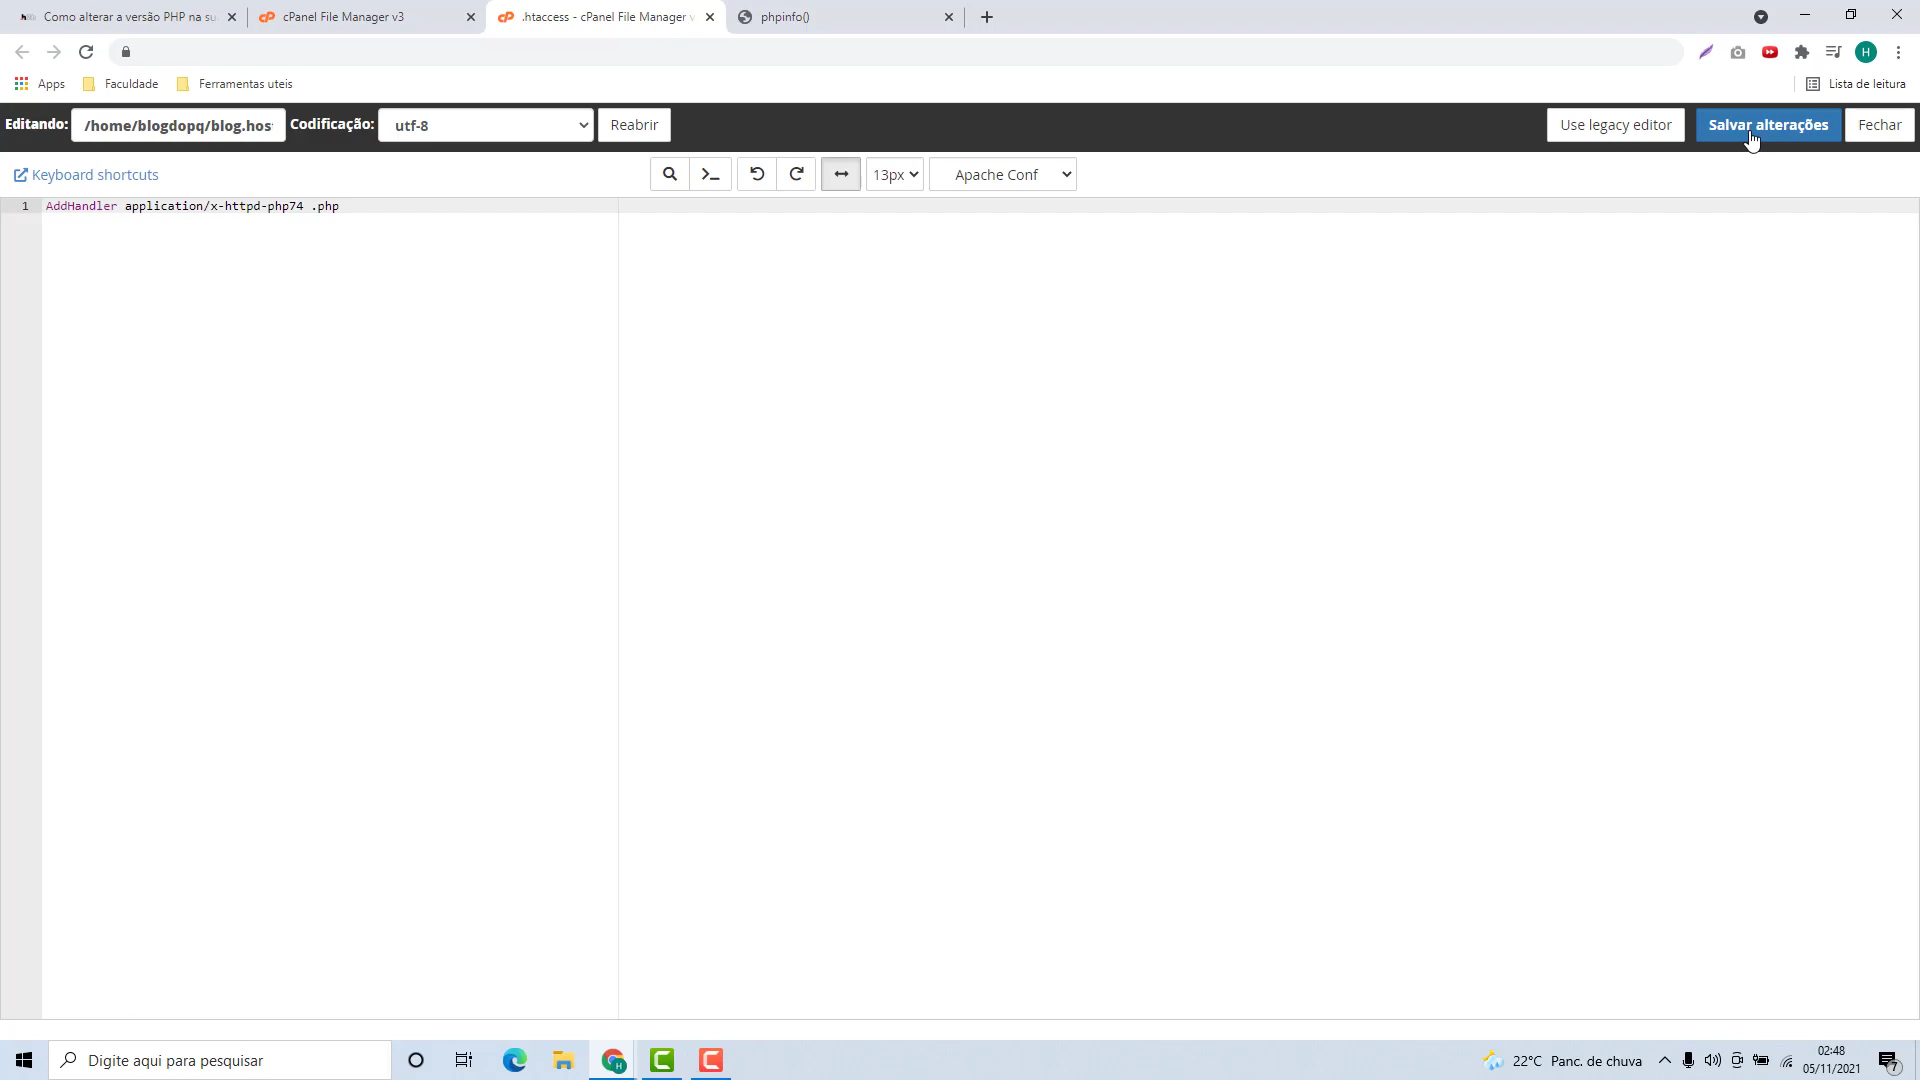 Como alterar a versão PHP na su
cPanel File Manager v3
.htaccess - cPanel File Manager v
phpinfo()
H
Apps
Faculdade
Ferramentas uteis
Lista de leitura
Editando:
/home/blogdopq/blog.hos
Codificação:
utf-8
Reabrir
Use legacy editor
Salvar alterações
Fechar
Keyboard shortcuts
13px
Apache Conf
1 AddHandler application/x-httpd-php74 .php
Digite aqui para pesquisar
22°C Panc. de chuva
02:48
05/11/2021
7